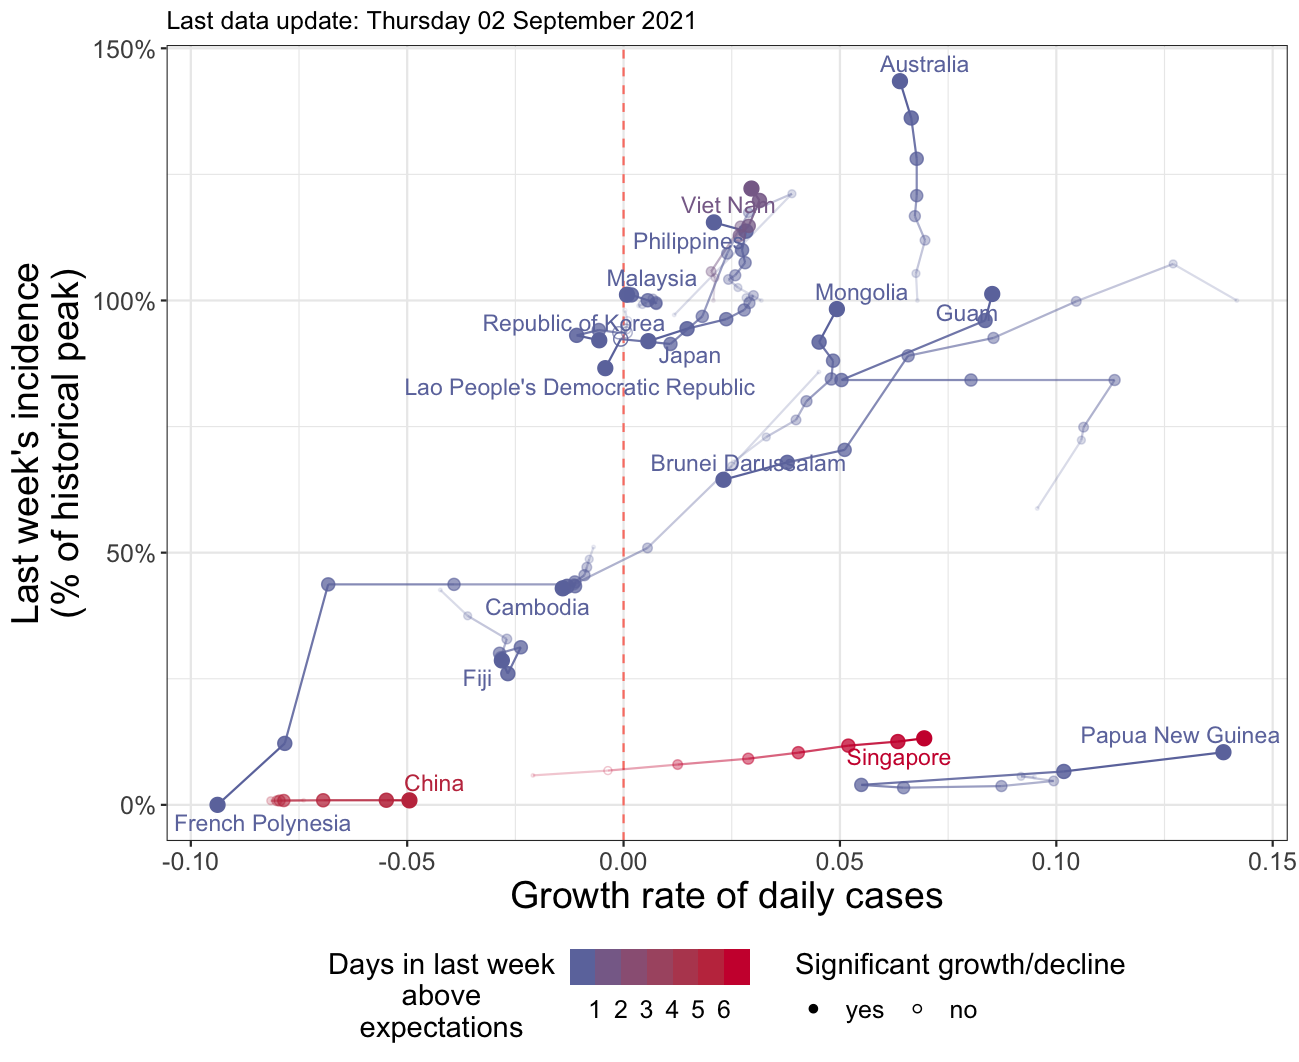 Last data update: Thursday 02 September 2021
Last week's incidence
(% of historical peak)
150%
100%
50%
0%
Australia
Viet Nam
Philippines
Malaysia
Mongolia
Guam
Republic of Korea
Japan
Lao People's Democratic Republic
Brunei Darussalam
Cambodia
Fiji
Papua New Guinea
Singapore
China
French Polynesia
-0.10 -0.05 0.00 0.05 0.10 0.15
Growth rate of daily cases
Days in last week
above
expectations
1 2 3 4 5 6
Significant growth/decline
yes no